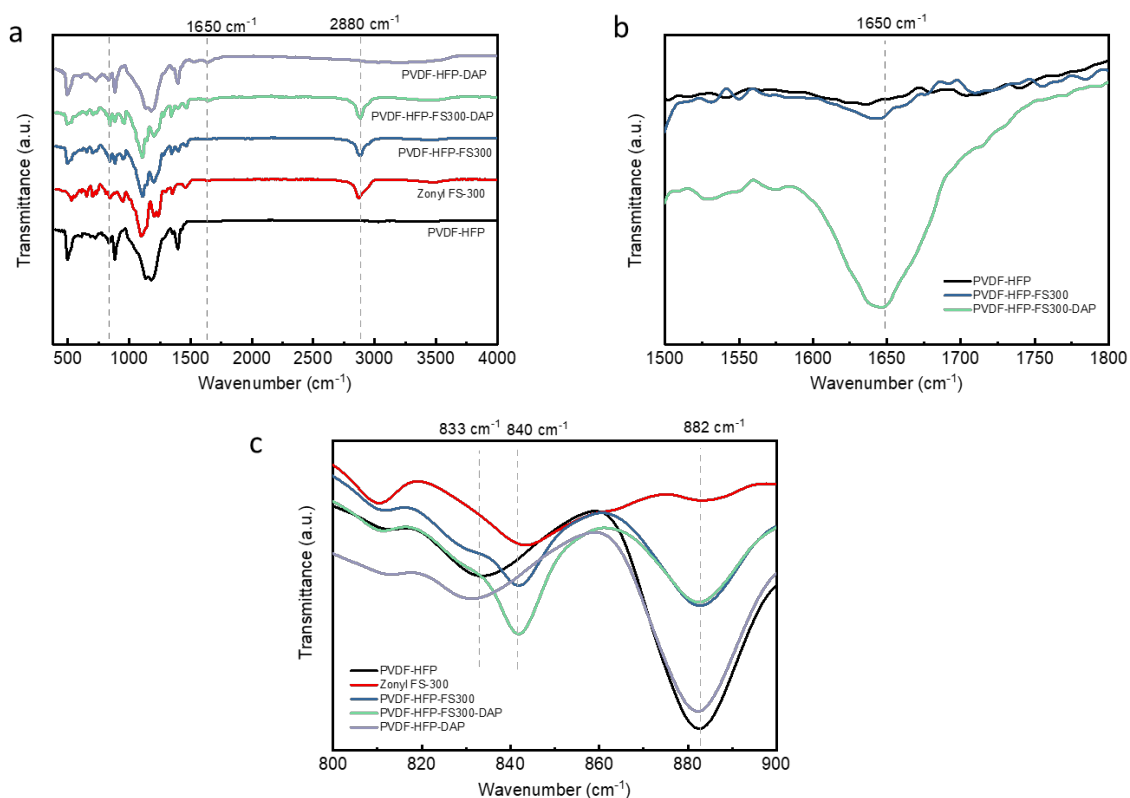 a
1650 cm⁻¹
2880 cm⁻¹
PVDF-HFP-DAP
PVDF-HFP-FS300-DAP
PVDF-HFP-FS300
Zonyl FS-300
PVDF-HFP
Transmittance (a.u.)
500 1000 1500 2000 2500 3000 3500 4000
Wavenumber (cm⁻¹)
b
1650 cm⁻¹
PVDF-HFP
PVDF-HFP-FS300
PVDF-HFP-FS300-DAP
Transmittance (a.u.)
1500 1550 1600 1650 1700 1750 1800
Wavenumber (cm⁻¹)
c
833 cm⁻¹ 840 cm⁻¹
882 cm⁻¹
Transmittance (a.u.)
PVDF-HFP
Zonyl FS-300
PVDF-HFP-FS300
PVDF-HFP-FS300-DAP
PVDF-HFP-DAP
800 820 840 860 880 900
Wavenumber (cm⁻¹)